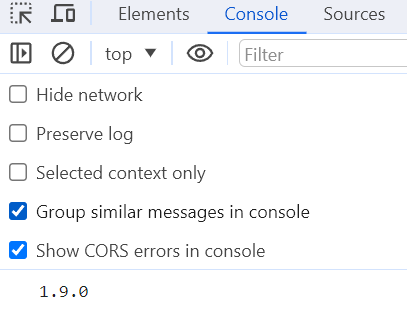 Elements Console Sources
top Filter
Hide network
Preserve log
Selected context only
Group similar messages in console
Show CORS errors in console
1.9.0